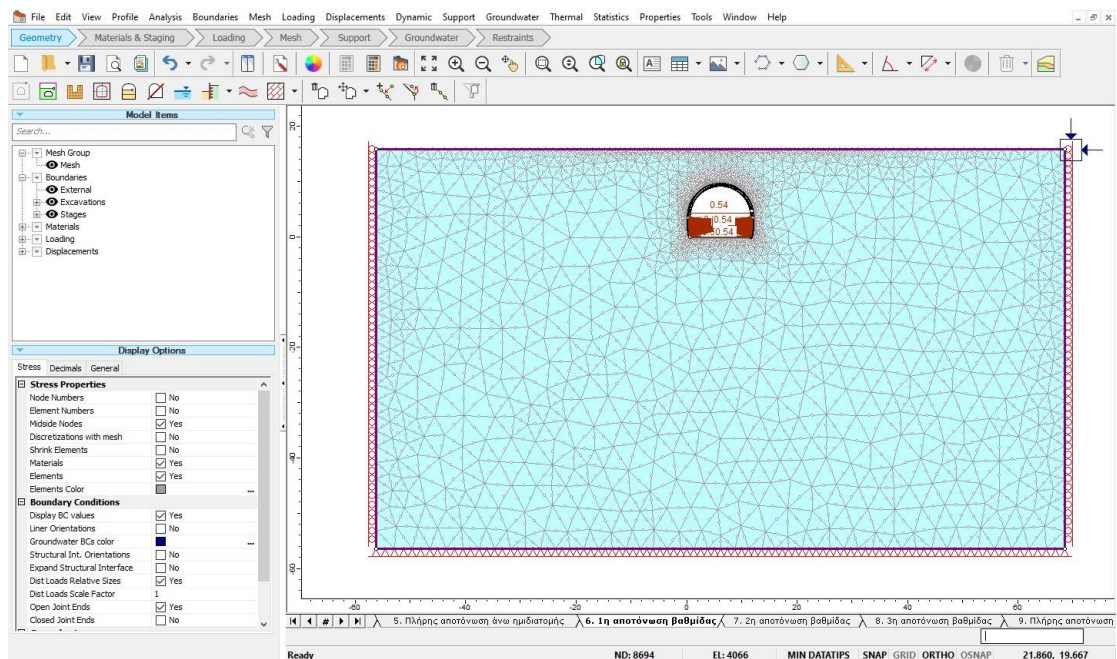 File Edit View Profile Analysis Boundaries Mesh Loading Displacements Dynamic Support Groundwater Thermal Statistics Properties Tools Window Help
Geometry Materials & Staging Loading Mesh Support Groundwater Restraints
Model Items
Search...
Mesh Group
Mesh
Boundaries
External
Excavations
Stages
Materials
Loading
Displacements
Display Options
Stress Decimals General
Stress Properties
Node Numbers No
Element Numbers No
Midside Nodes Yes
Discretizations with mesh No
Shrink Elements No
Materials Yes
Elements Yes
Elements Color ...
Boundary Conditions
Display BC values Yes
Liner Orientations No
Groundwater BCs color ...
Structural Int. Orientations No
Expand Structural Interface No
Dist Loads Relative Sizes Yes
Dist Loads Scale Factor 1
Open Joint Ends Yes
Closed Joint Ends No
20
0
-20
-40
-60
0.54
0.54
0.54
-60 -40 -20 0 20 40 60
5. Πλήρης αποτόνωση άνω ημιδιατομής 6. 1η αποτόνωση βαθμίδας 7. 2η αποτόνωση βαθμίδας 8. 3η αποτόνωση βαθμίδας 9. Πλήρης αποτόνωση
Ready ND: 8694 EL: 4066 MIN DATATIPS SNAP GRID ORTHO OSNAP 21.860, 19.667